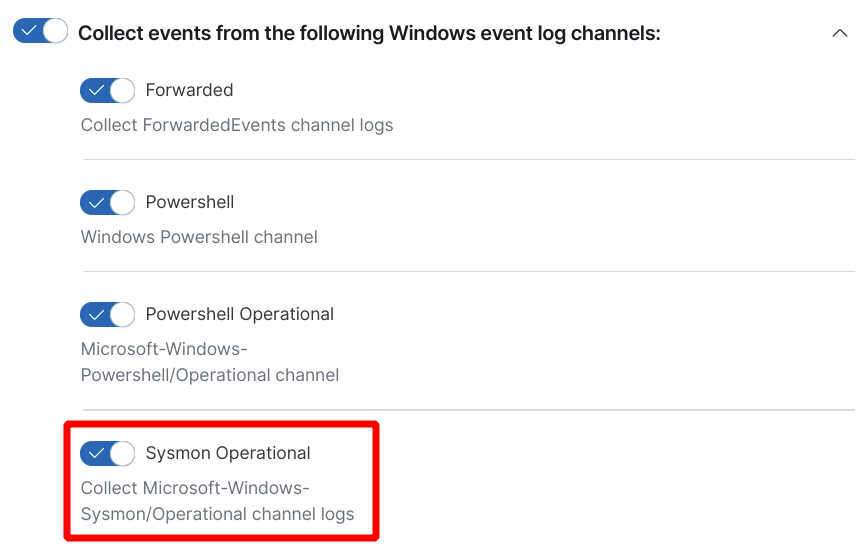 Collect events from the following Windows event log channels:
Forwarded
Collect ForwardedEvents channel logs
Powershell
Windows Powershell channel
Powershell Operational
Microsoft-Windows-
Powershell/Operational channel
Sysmon Operational
Collect Microsoft-Windows-
Sysmon/Operational channel logs